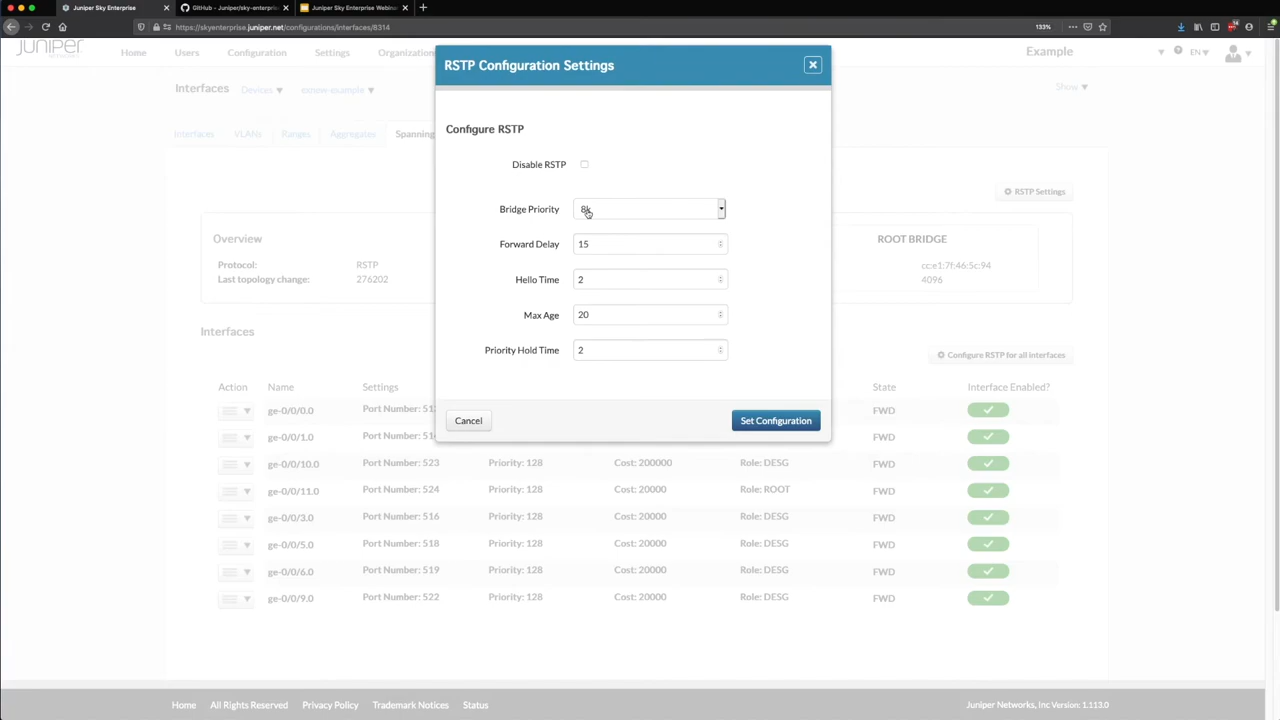 Juniper Sky Enterprise
GitHub - Juniper/sky-enterprise
Juniper Sky Enterprise Webinar
https://skyenterprise.juniper.net/configurations/interfaces/8314
133%
JUNIPER
NETWORKS
Home Users Configuration Settings Organization
Example
EN
RSTP Configuration Settings
Interfaces Devices exnow-example
Show
Interfaces VLANs Ranges Aggregates Spanning
Configure RSTP
Disable RSTP
RSTP Settings
Bridge Priority 8k
Forward Delay 15
Hello Time 2
Max Age 20
Priority Hold Time 2
Cancel
Set Configuration
Overview
Protocol: RSTP
Last topology change: 276202
ROOT BRIDGE
cc:e1:7f:46:5c:94
4096
Interfaces
Configure RSTP for all interfaces
Action Name Settings State Interface Enabled?
ge-0/0/0.0 Port Number: 513 FWD
ge-0/0/1.0 Port Number: 514 FWD
ge-0/0/10.0 Port Number: 523 Priority: 128 Cost: 200000 Role: DESG FWD
ge-0/0/11.0 Port Number: 524 Priority: 128 Cost: 20000 Role: ROOT FWD
ge-0/0/3.0 Port Number: 516 Priority: 128 Cost: 20000 Role: DESG FWD
ge-0/0/5.0 Port Number: 518 Priority: 128 Cost: 20000 Role: DESG FWD
ge-0/0/6.0 Port Number: 519 Priority: 128 Cost: 20000 Role: DESG FWD
ge-0/0/9.0 Port Number: 522 Priority: 128 Cost: 20000 Role: DESG FWD
Home All Rights Reserved Privacy Policy Trademark Notices Status
Juniper Networks, Inc Version: 1.113.0